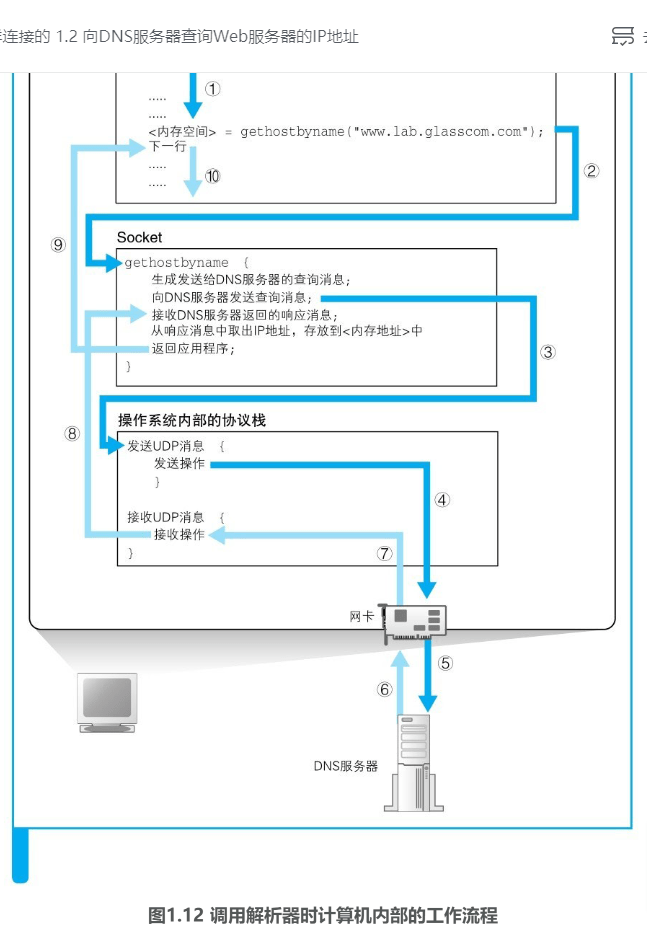 连接的 1.2 向DNS服务器查询Web服务器的IP地址
①
.....
.....
<内存空间> = gethostbyname("www.lab.glasscom.com");
下一行
②
.....
⑩
.....
⑨
Socket
gethostbyname {
生成发送给DNS服务器的查询消息;
向DNS服务器发送查询消息;
接收DNS服务器返回的响应消息;
从响应消息中取出IP地址，存放到<内存地址>中
返回应用程序;
③
}
操作系统内部的协议栈
⑧
发送UDP消息 {
发送操作
}
④
接收UDP消息 {
接收操作
⑦
}
网卡
⑤
⑥
DNS服务器
图1.12 调用解析器时计算机内部的工作流程